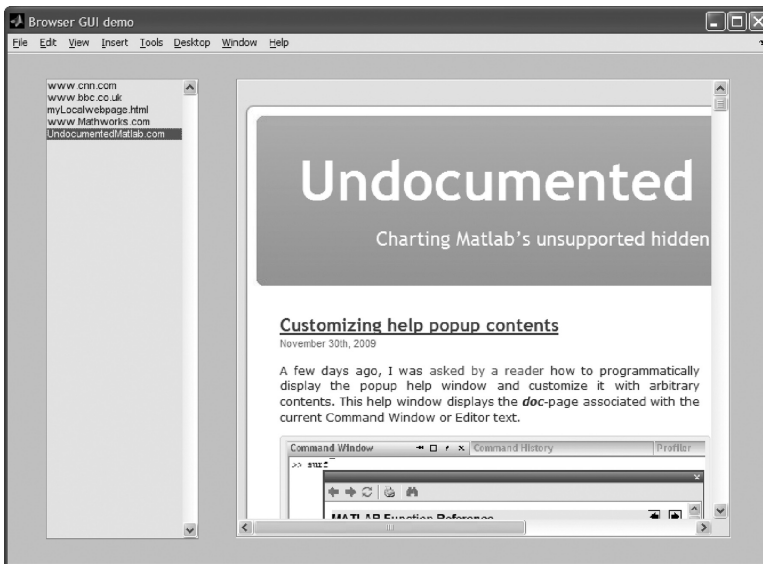 Browser GUI demo
File Edit View Insert Tools Desktop Window Help
www.cnn.com
www.bbc.co.uk
myLocalwebpage.html
www.Mathworks.com
UndocumentedMatlab.com
Undocumented
Charting Matlab's unsupported hidden
Customizing help popup contents
November 30th, 2009
A few days ago, I was asked by a reader how to programmatically
display the popup help window and customize it with arbitrary
contents. This help window displays the doc-page associated with the
current Command Window or Editor text.
Command Window Command History Profiler
>> surf
MATLAB Function Reference